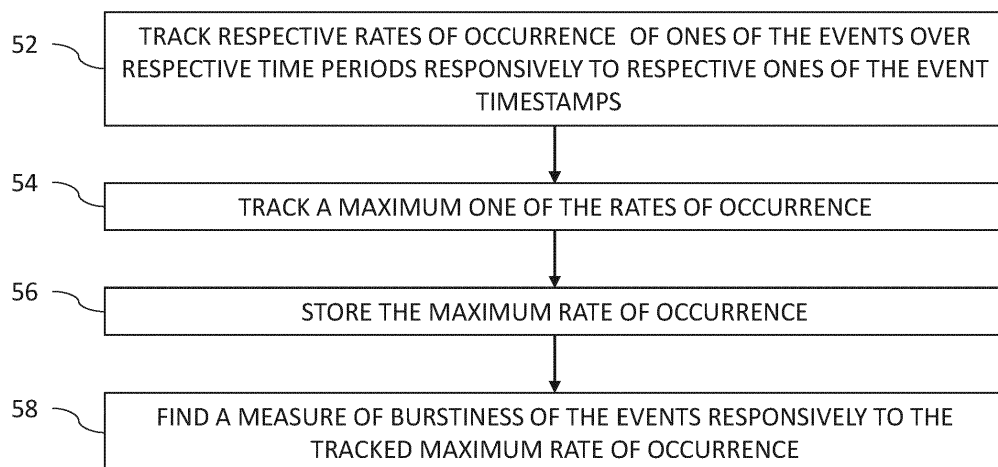 52
TRACK RESPECTIVE RATES OF OCCURRENCE OF ONES OF THE EVENTS OVER
RESPECTIVE TIME PERIODS RESPONSIVELY TO RESPECTIVE ONES OF THE EVENT
TIMESTAMPS
54
TRACK A MAXIMUM ONE OF THE RATES OF OCCURRENCE
56
STORE THE MAXIMUM RATE OF OCCURRENCE
58
FIND A MEASURE OF BURSTINESS OF THE EVENTS RESPONSIVELY TO THE
TRACKED MAXIMUM RATE OF OCCURRENCE